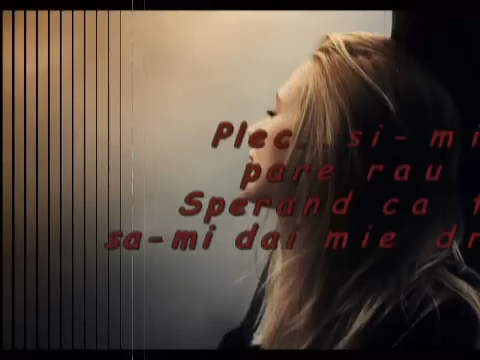 Plec...si-mi
pare rau
Sperand ca
sa-mi dai mie